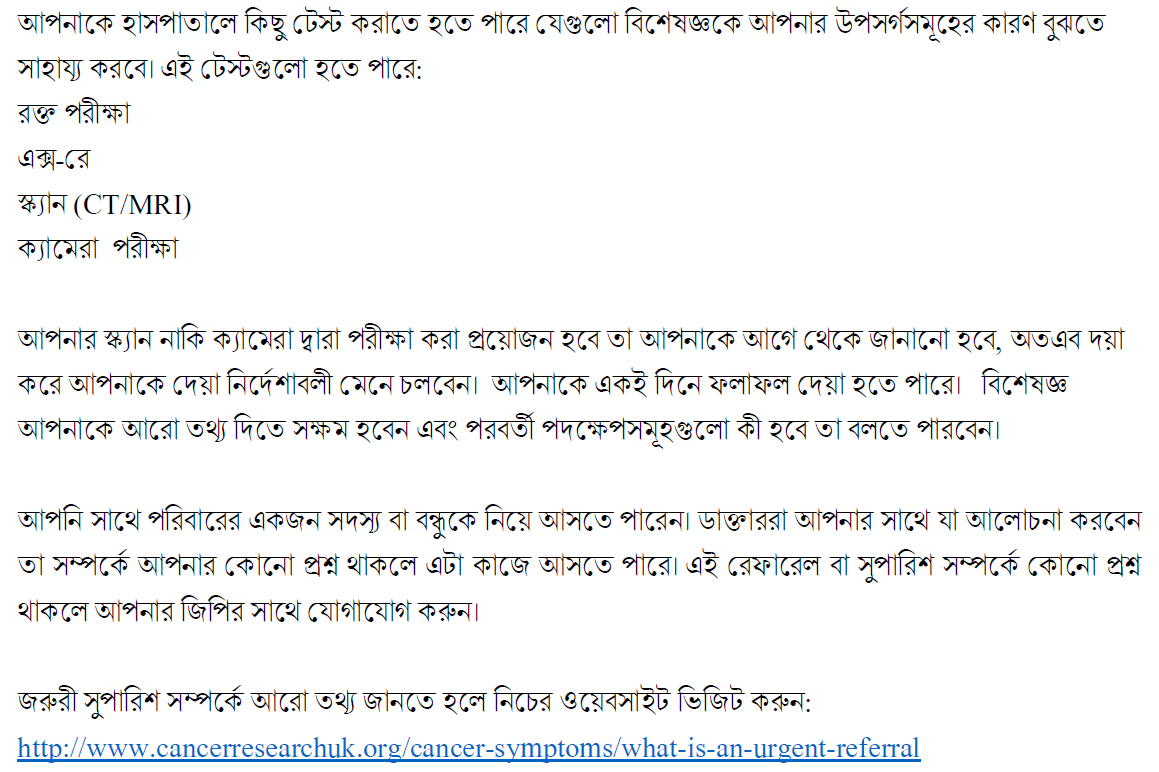 আপনাকে হাসপাতালে কিছু টেস্ট করাতে হতে পারে যেগুলো বিশেষজ্ঞকে আপনার উপসর্গসমূহের কারণ বুঝতে
সাহায্য করবে। এই টেস্টগুলো হতে পারে:
রক্ত পরীক্ষা
এক্স-রে
স্ক্যান (CT/MRI)
ক্যামেরা পরীক্ষা
আপনার স্ক্যান নাকি ক্যামেরা দ্বারা পরীক্ষা করা প্রয়োজন হবে তা আপনাকে আগে থেকে জানানো হবে, অতএব দয়া
করে আপনাকে দেয়া নির্দেশাবলী মেনে চলবেন। আপনাকে একই দিনে ফলাফল দেয়া হতে পারে। বিশেষজ্ঞ
আপনাকে আরো তথ্য দিতে সক্ষম হবেন এবং পরবর্তী পদক্ষেপসমূহগুলো কী হবে তা বলতে পারবেন।
আপনি সাথে পরিবারের একজন সদস্য বা বন্ধুকে নিয়ে আসতে পারেন। ডাক্তাররা আপনার সাথে যা আলোচনা করবেন
তা সম্পর্কে আপনার কোনো প্রশ্ন থাকলে এটা কাজে আসতে পারে। এই রেফারেল বা সুপারিশ সম্পর্কে কোনো প্রশ্ন
থাকলে আপনার জিপির সাথে যোগাযোগ করুন।
জরুরী সুপারিশ সম্পর্কে আরো তথ্য জানতে হলে নিচের ওয়েবসাইট ভিজিট করুন:
http://www.cancerresearchuk.org/cancer-symptoms/what-is-an-urgent-referral